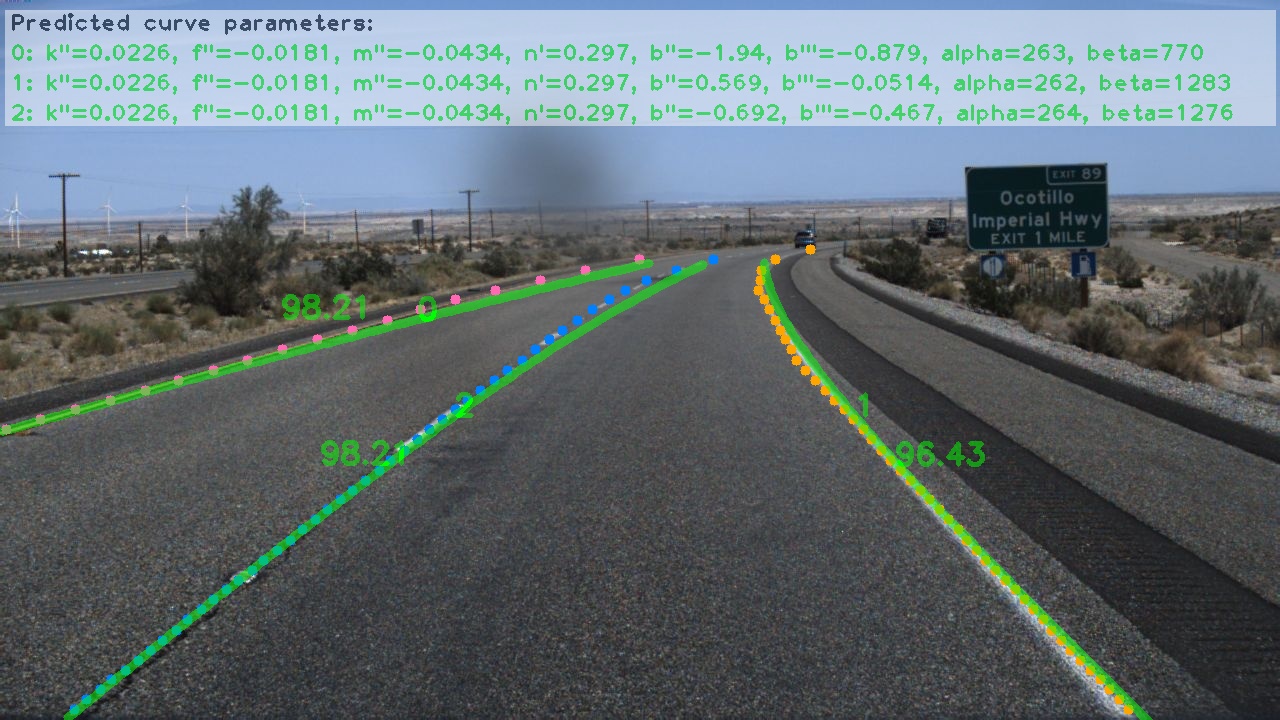 Predicted curve parameters:
0: k''=0.0226, f''=-0.0181, m''=-0.0434, n'=0.297, b''=-1.94, b'''=-0.879, alpha=263, beta=770
1: k''=0.0226, f''=-0.0181, m''=-0.0434, n'=0.297, b''=0.569, b'''=-0.0514, alpha=262, beta=1283
2: k''=0.0226, f''=-0.0181, m''=-0.0434, n'=0.297, b''=-0.692, b'''=-0.467, alpha=264, beta=1276
EXIT 89
Ocotillo
Imperial Hwy
EXIT 1 MILE
98.21 0
2 1
98.21 96.43